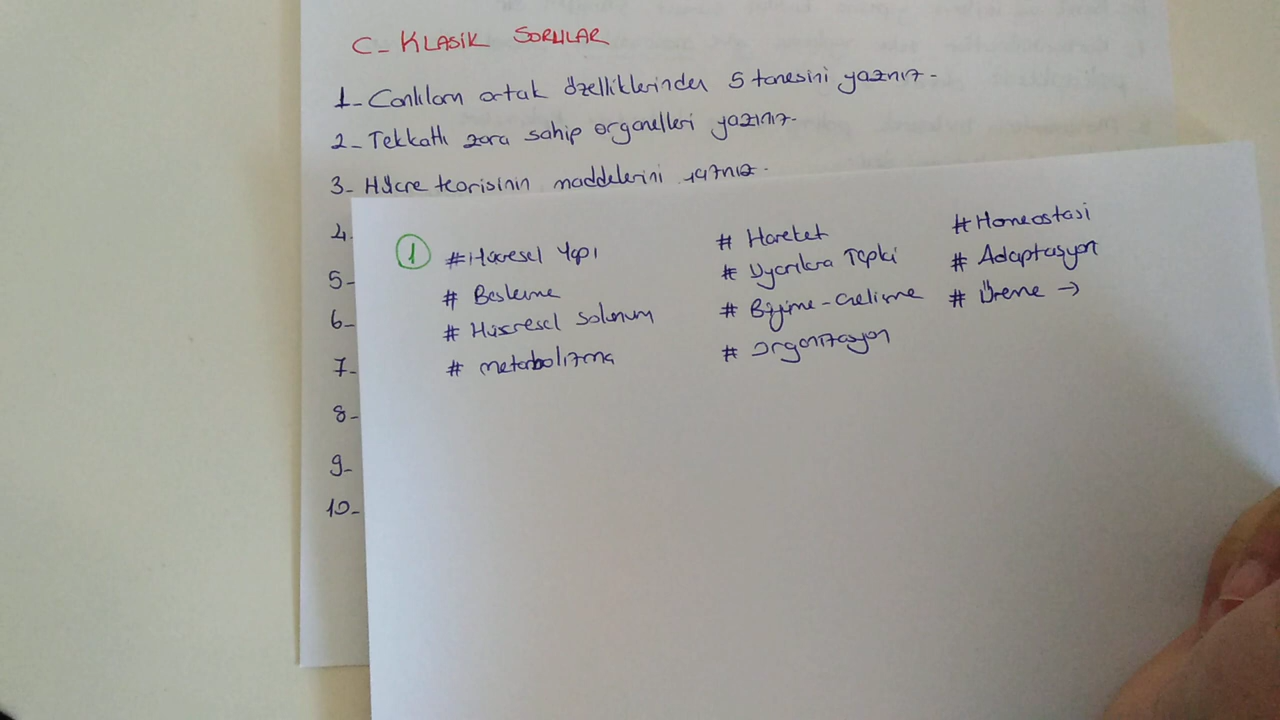 C- KLASİK SORULAR
1- Canlıların ortak özelliklerinden 5 tanesini yazınız.
2- Tek katlı zara sahip organelleri yazınız.
3- Hücre teorisinin maddelerini yazınız.
4.
5-
6-
7-
8-
9-
10-
1
# Hücresel Yapı
# Beslenme
# Hücresel Solunum
# metabolizma
# Hareket
# Uyarılara Tepki
# Büyüme-Gelişme
# Organizasyon
# Homeostasi
# Adaptasyon
# Üreme →